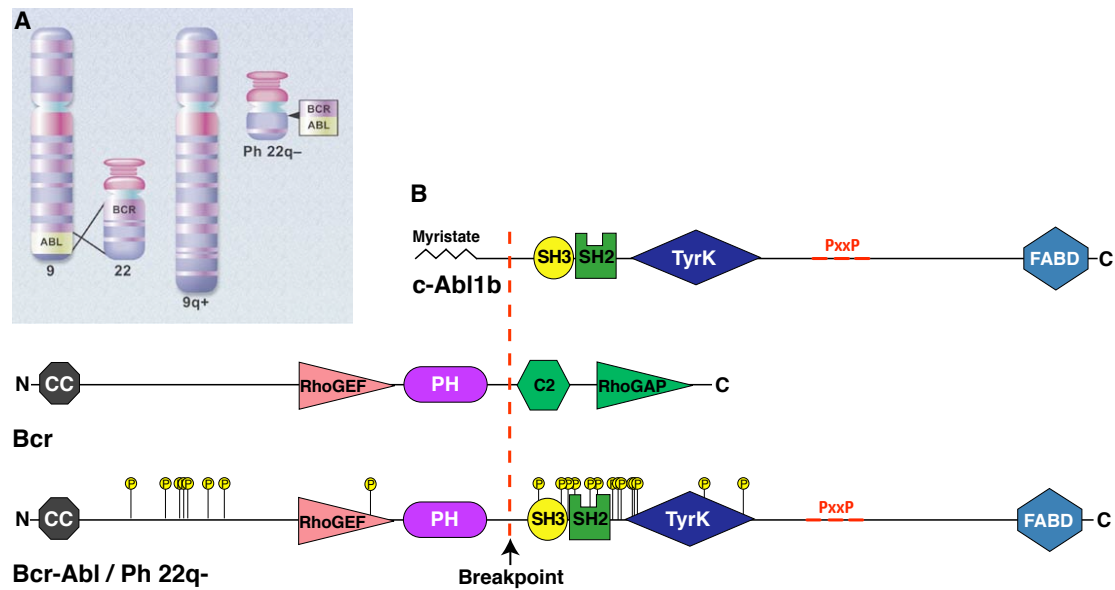 A
BCR
ABL
Ph 22q–
BCR
ABL
9
22
9q+
B
Myristate
SH3
SH2
TyrK
PxxP
FABD
C
c-Abl1b
N
CC
RhoGEF
PH
C2
RhoGAP
C
Bcr
P P P P P P P P P P P P P P P P P P P P P P P
N
CC
RhoGEF
PH
SH3
SH2
TyrK
PxxP
FABD
C
Bcr-Abl / Ph 22q-
Breakpoint